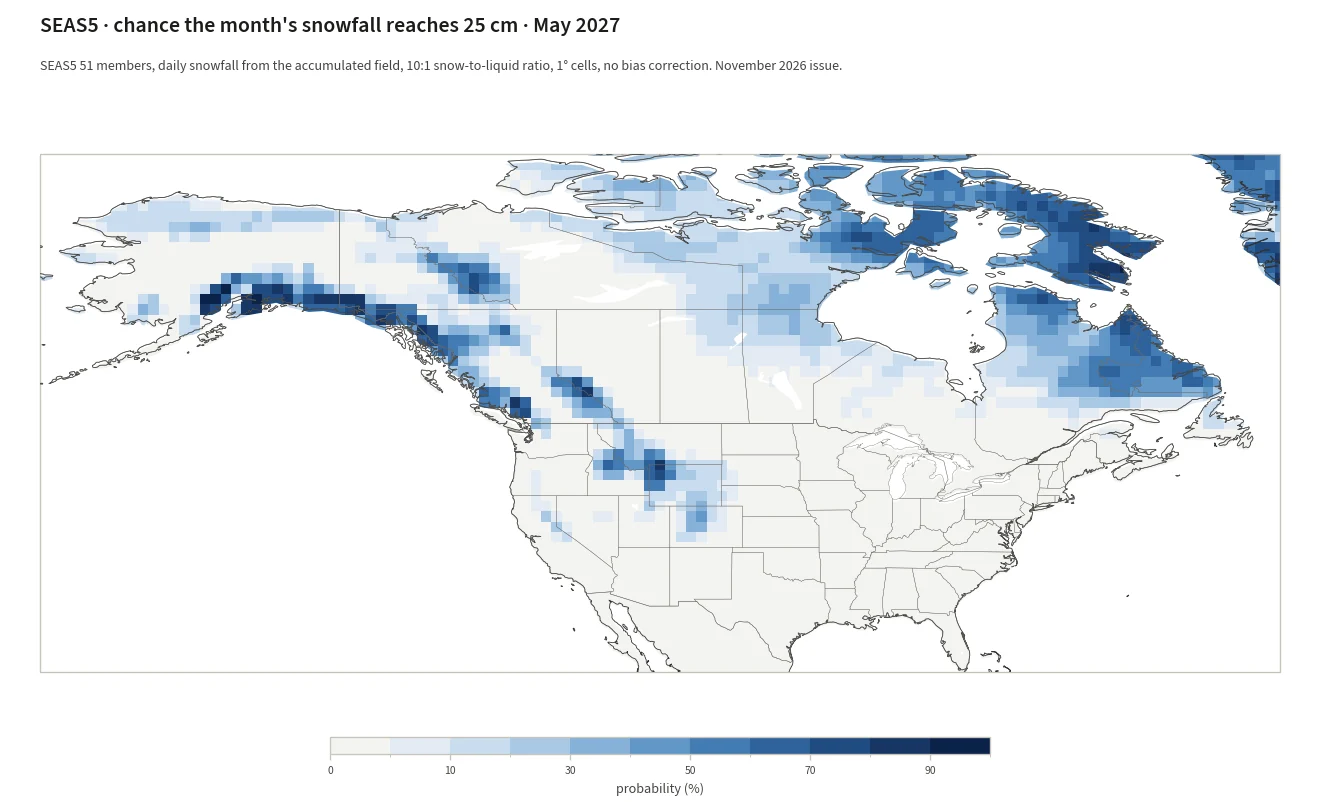 SEAS5 · chance the month's snowfall reaches 25 cm · May 2027
SEAS5 51 members, daily snowfall from the accumulated field, 10:1 snow-to-liquid ratio, 1° cells, no bias correction. November 2026 issue.
0 10 30 50 70 90
probability (%)